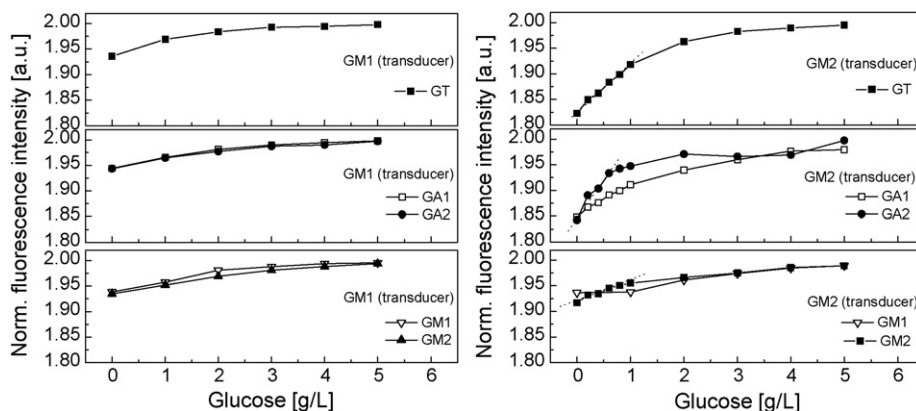 Norm. fluorescence intensity [a.u.]
2.00
1.95
1.90
1.85
1.80
GM1 (transducer)
GT
2.00
1.95
1.90
1.85
1.80
GM1 (transducer)
GA1
GA2
2.00
1.95
1.90
1.85
1.80
GM1 (transducer)
GM1
GM2
0 1 2 3 4 5 6
Glucose [g/L]
Norm. fluorescence intensity [a.u.]
2.00
1.95
1.90
1.85
1.80
GM2 (transducer)
GT
2.00
1.95
1.90
1.85
1.80
GM2 (transducer)
GA1
GA2
2.00
1.95
1.90
1.85
1.80
GM2 (transducer)
GM1
GM2
0 1 2 3 4 5 6
Glucose [g/L]